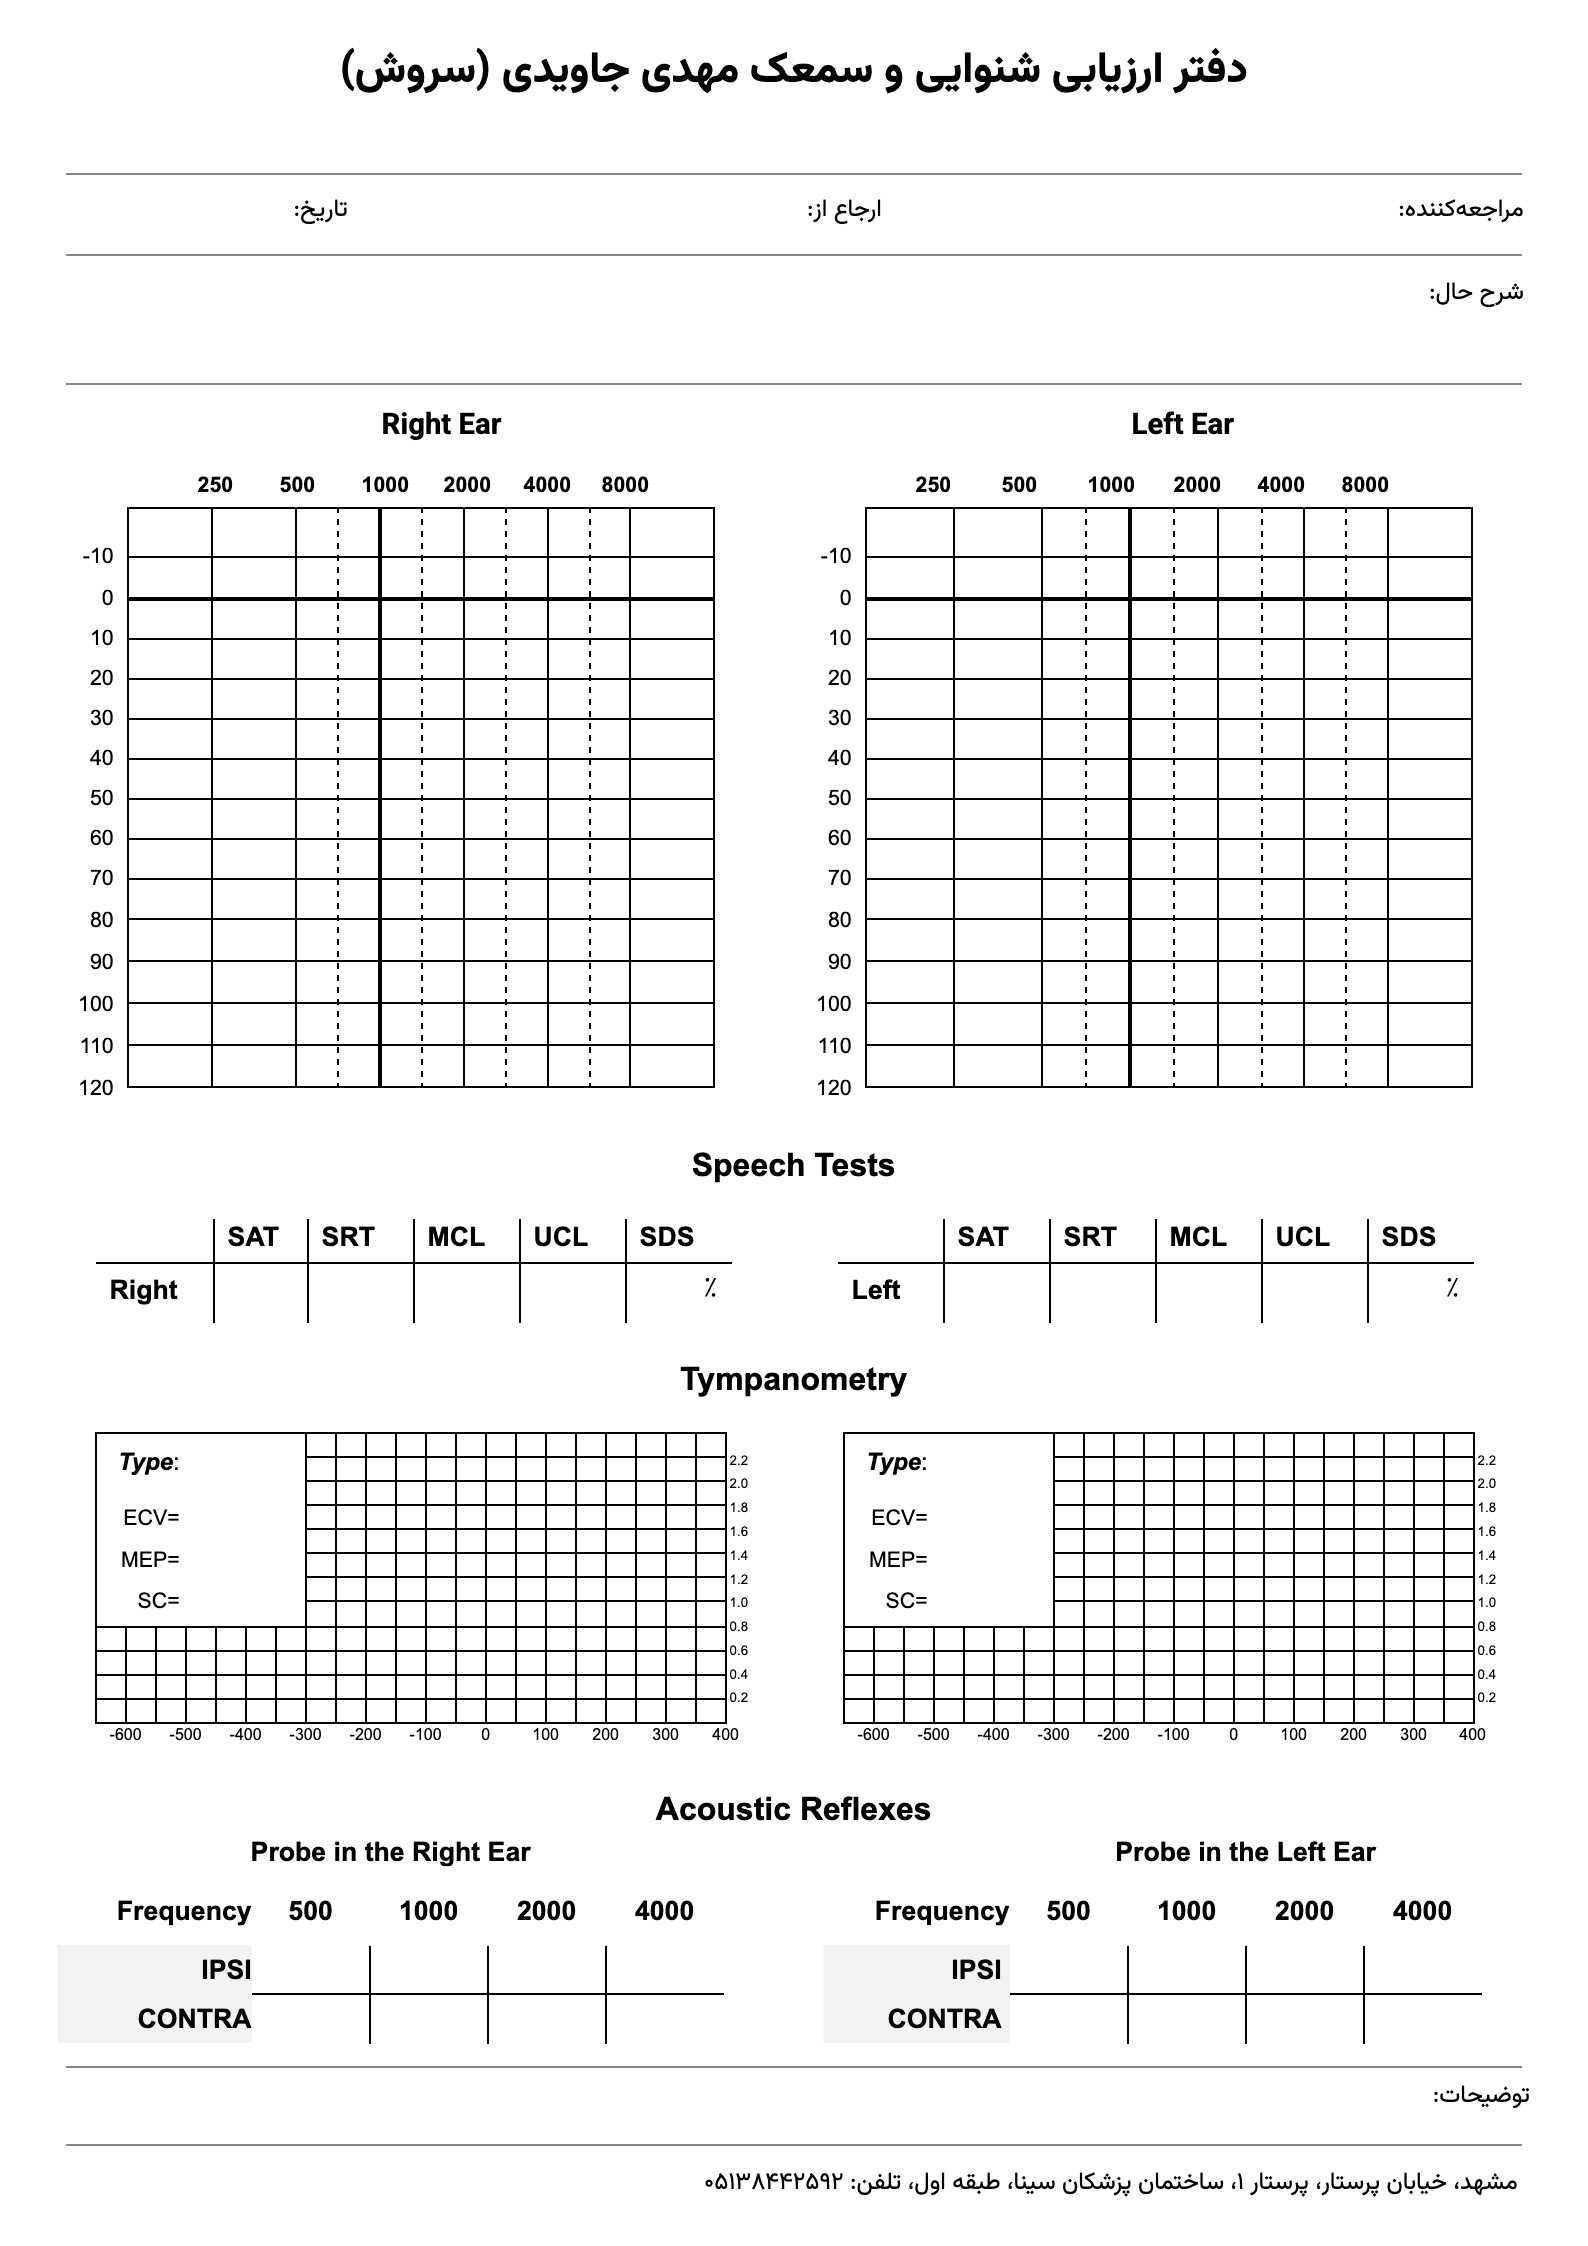 دفتر ارزیابی شنوایی و سمعک مهدی جاویدی (سروش)
مراجعه‌کننده: ارجاع از: تاریخ:
شرح حال:
Right Ear
250 500 1000 2000 4000 8000
-10
0
10
20
30
40
50
60
70
80
90
100
110
120
Left Ear
250 500 1000 2000 4000 8000
-10
0
10
20
30
40
50
60
70
80
90
100
110
120
Speech Tests
SAT SRT MCL UCL SDS
Right ٪
SAT SRT MCL UCL SDS
Left ٪
Tympanometry
Type:
ECV=
MEP=
SC=
2.2
2.0
1.8
1.6
1.4
1.2
1.0
0.8
0.6
0.4
0.2
-600 -500 -400 -300 -200 -100 0 100 200 300 400
Type:
ECV=
MEP=
SC=
2.2
2.0
1.8
1.6
1.4
1.2
1.0
0.8
0.6
0.4
0.2
-600 -500 -400 -300 -200 -100 0 100 200 300 400
Acoustic Reflexes
Probe in the Right Ear
Frequency 500 1000 2000 4000
IPSI
CONTRA
Probe in the Left Ear
Frequency 500 1000 2000 4000
IPSI
CONTRA
توضیحات:
مشهد، خیابان پرستار، پرستار ۱، ساختمان پزشکان سینا، طبقه اول، تلفن: ۰۵۱۳۸۴۴۲۵۹۲